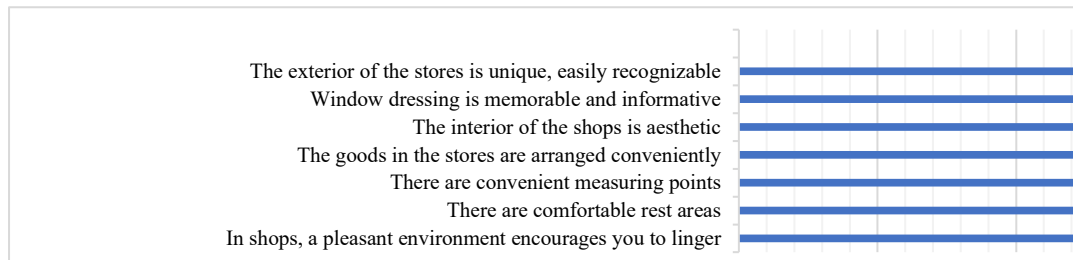 The exterior of the stores is unique, easily recognizable
Window dressing is memorable and informative
The interior of the shops is aesthetic
The goods in the stores are arranged conveniently
There are convenient measuring points
There are comfortable rest areas
In shops, a pleasant environment encourages you to linger